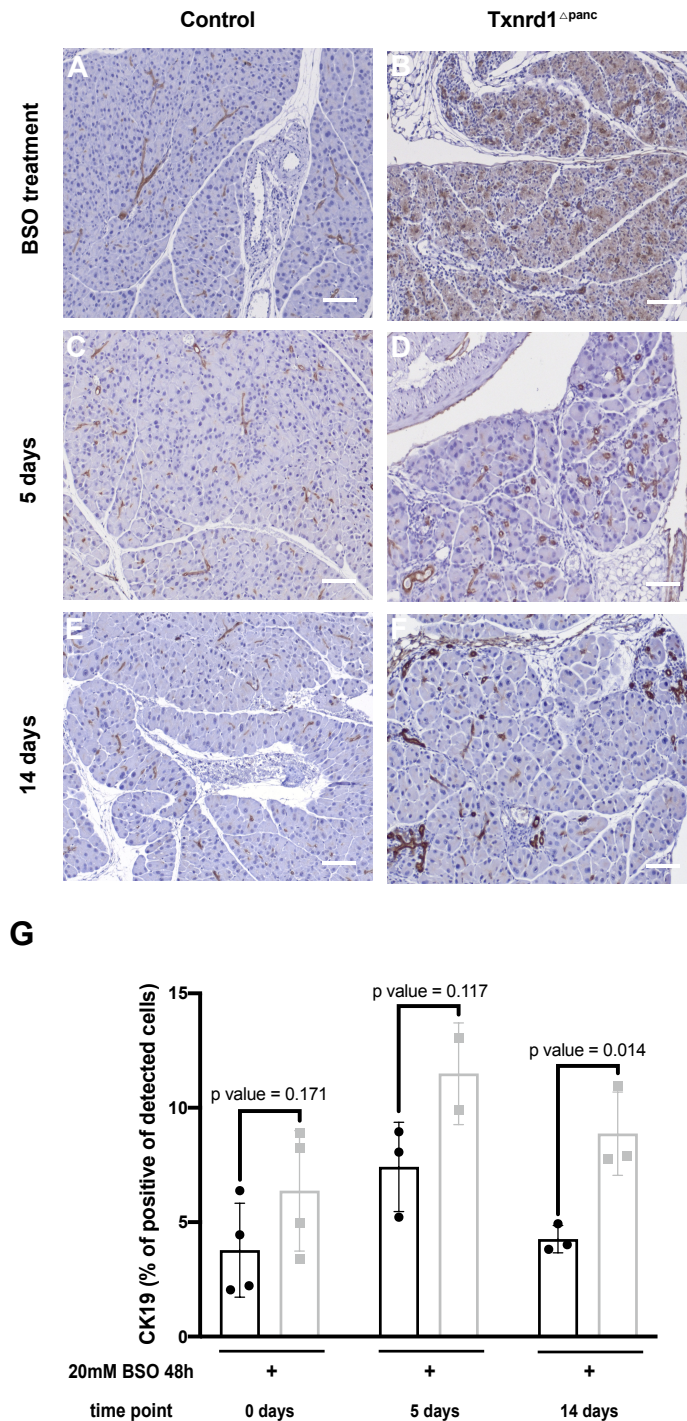 Control Txnrd1△panc
BSO treatment
A B
5 days
C D
14 days
E F
G
CK19 (% of positive of detected cells)
15
10
5
0
p value = 0.171
p value = 0.117
p value = 0.014
20mM BSO 48h + + +
time point 0 days 5 days 14 days